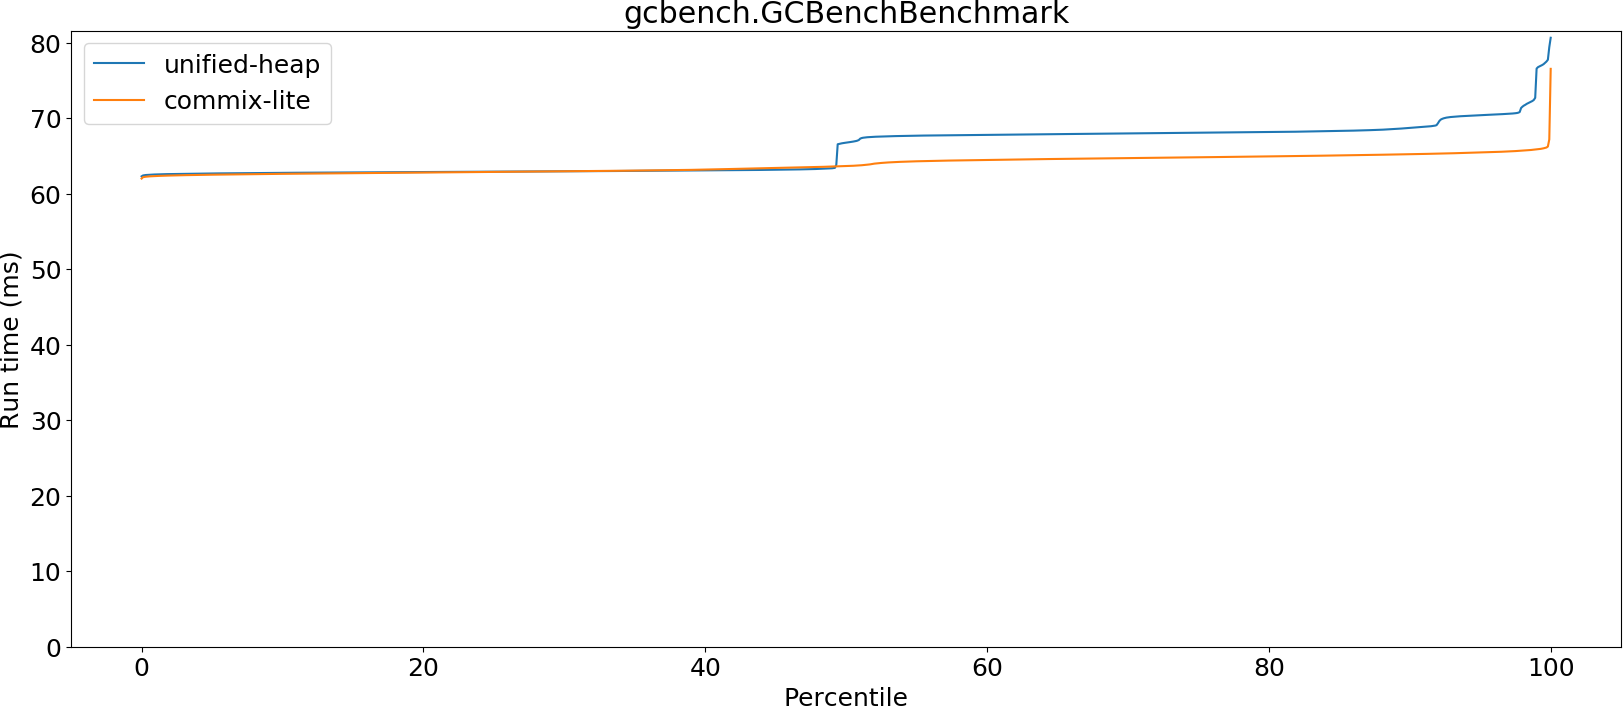 gcbench.GCBenchBenchmark
unified-heap
commix-lite
80
70
60
50
40
30
20
10
0
Run time (ms)
0 20 40 60 80 100
Percentile